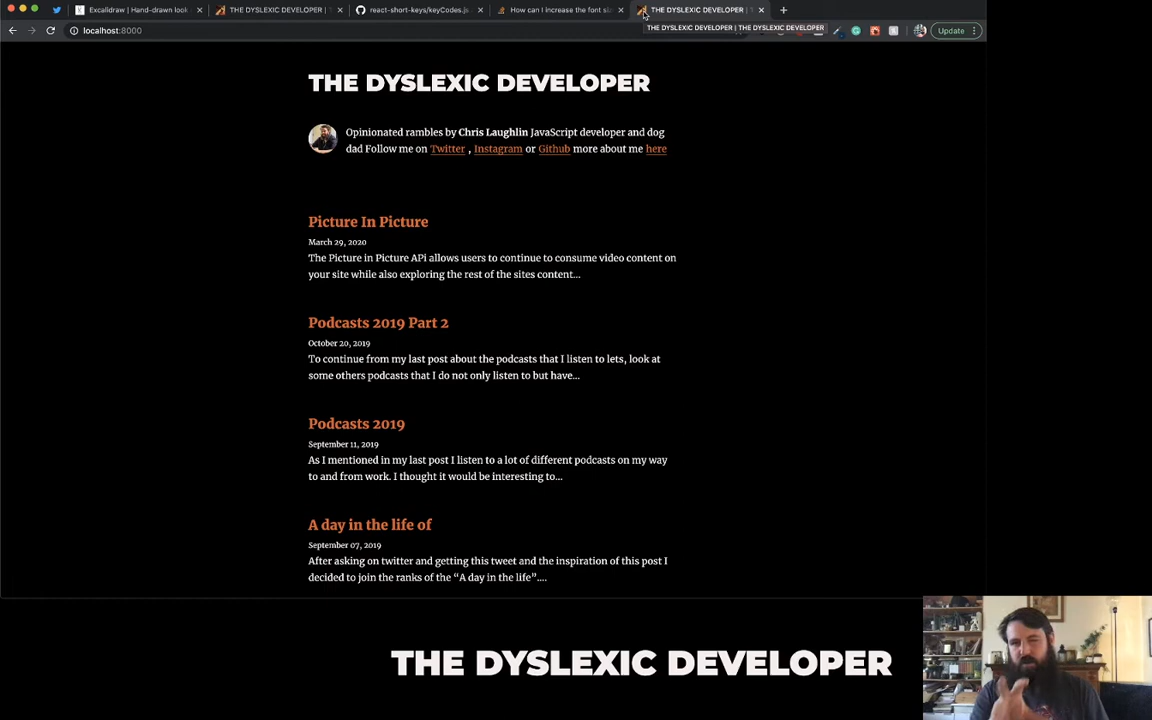 Excalidraw | Hand-drawn look
THE DYSLEXIC DEVELOPER |
react-short-keys/keyCodes.js
How can I increase the font si
THE DYSLEXIC DEVELOPER |
localhost:8000
THE DYSLEXIC DEVELOPER | THE DYSLEXIC DEVELOPER
Update
THE DYSLEXIC DEVELOPER
Opinionated rambles by Chris Laughlin JavaScript developer and dog
dad Follow me on Twitter , Instagram or Github more about me here
Picture In Picture
March 29, 2020
The Picture in Picture APi allows users to continue to consume video content on
your site while also exploring the rest of the sites content...
Podcasts 2019 Part 2
October 20, 2019
To continue from my last post about the podcasts that I listen to lets, look at
some others podcasts that I do not only listen to but have...
Podcasts 2019
September 11, 2019
As I mentioned in my last post I listen to a lot of different podcasts on my way
to and from work. I thought it would be interesting to...
A day in the life of
September 07, 2019
After asking on twitter and getting this tweet and the inspiration of this post I
decided to join the ranks of the “A day in the life”....
THE DYSLEXIC DEVELOPER